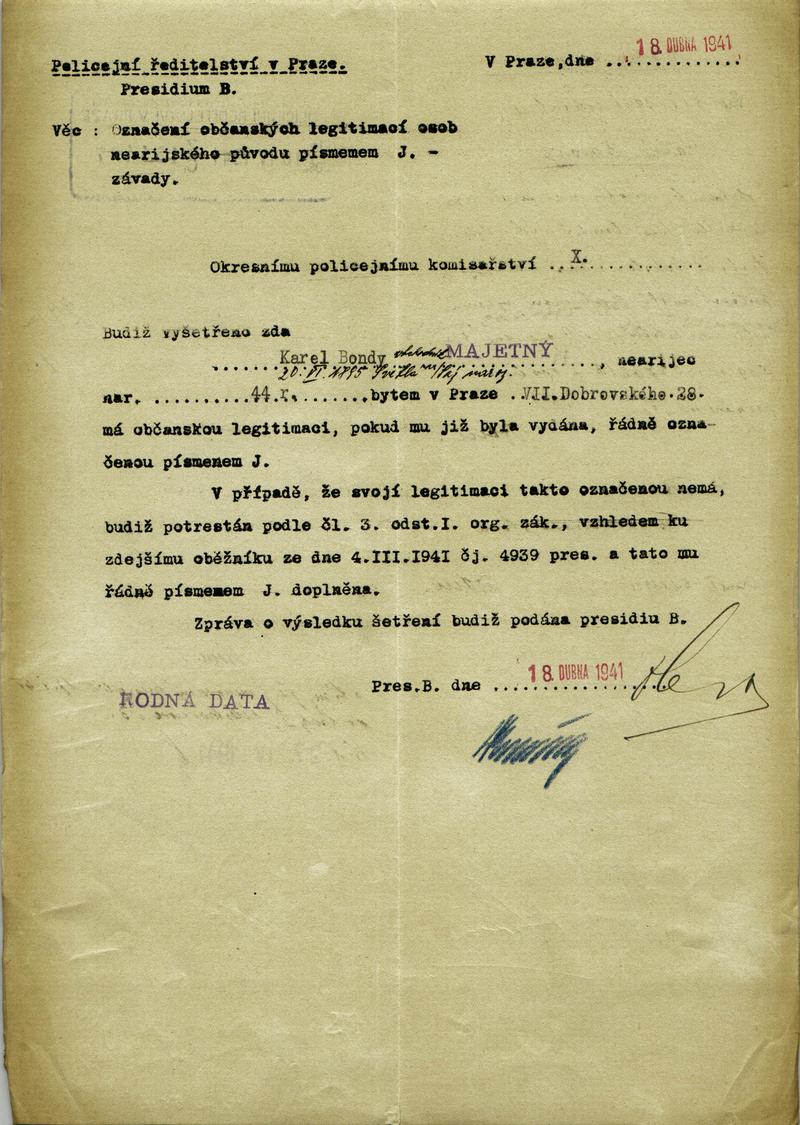 Policejní ředitelství v Praze.
V Praze,dne ...............
18 DUBNA 1941
Presidium B.
Věc : Označení občanských legitimací osob
nearijského původu písmemem J. -
závady.
Okresnímu policejnímu komisařství ..X...............
Budiž vyšetřeno zda
Karel Bondy MAJETNÝ ........, nearijec
nar. ..........44.r........,bytem v Praze ..VII.Dobrovského.28.
má občanskou legitimaci, pokud mu již byla vydána, řádně ozna-
čenou písmenem J.
V případě, že svojí legitimaci takto označenou nemá,
budiž potrestán podle čl. 3. odst.I. org. zák., vzhledem ku
zdejšímu oběžníku ze dne 4.III.1941 čj. 4939 pres. a tato mu
řádně písmenem J. doplněna.
Zpráva o výsledku šetření budiž podána presidiu B.
Pres.B. dne ..................
18 DUBNA 1941
RODNÁ DATA